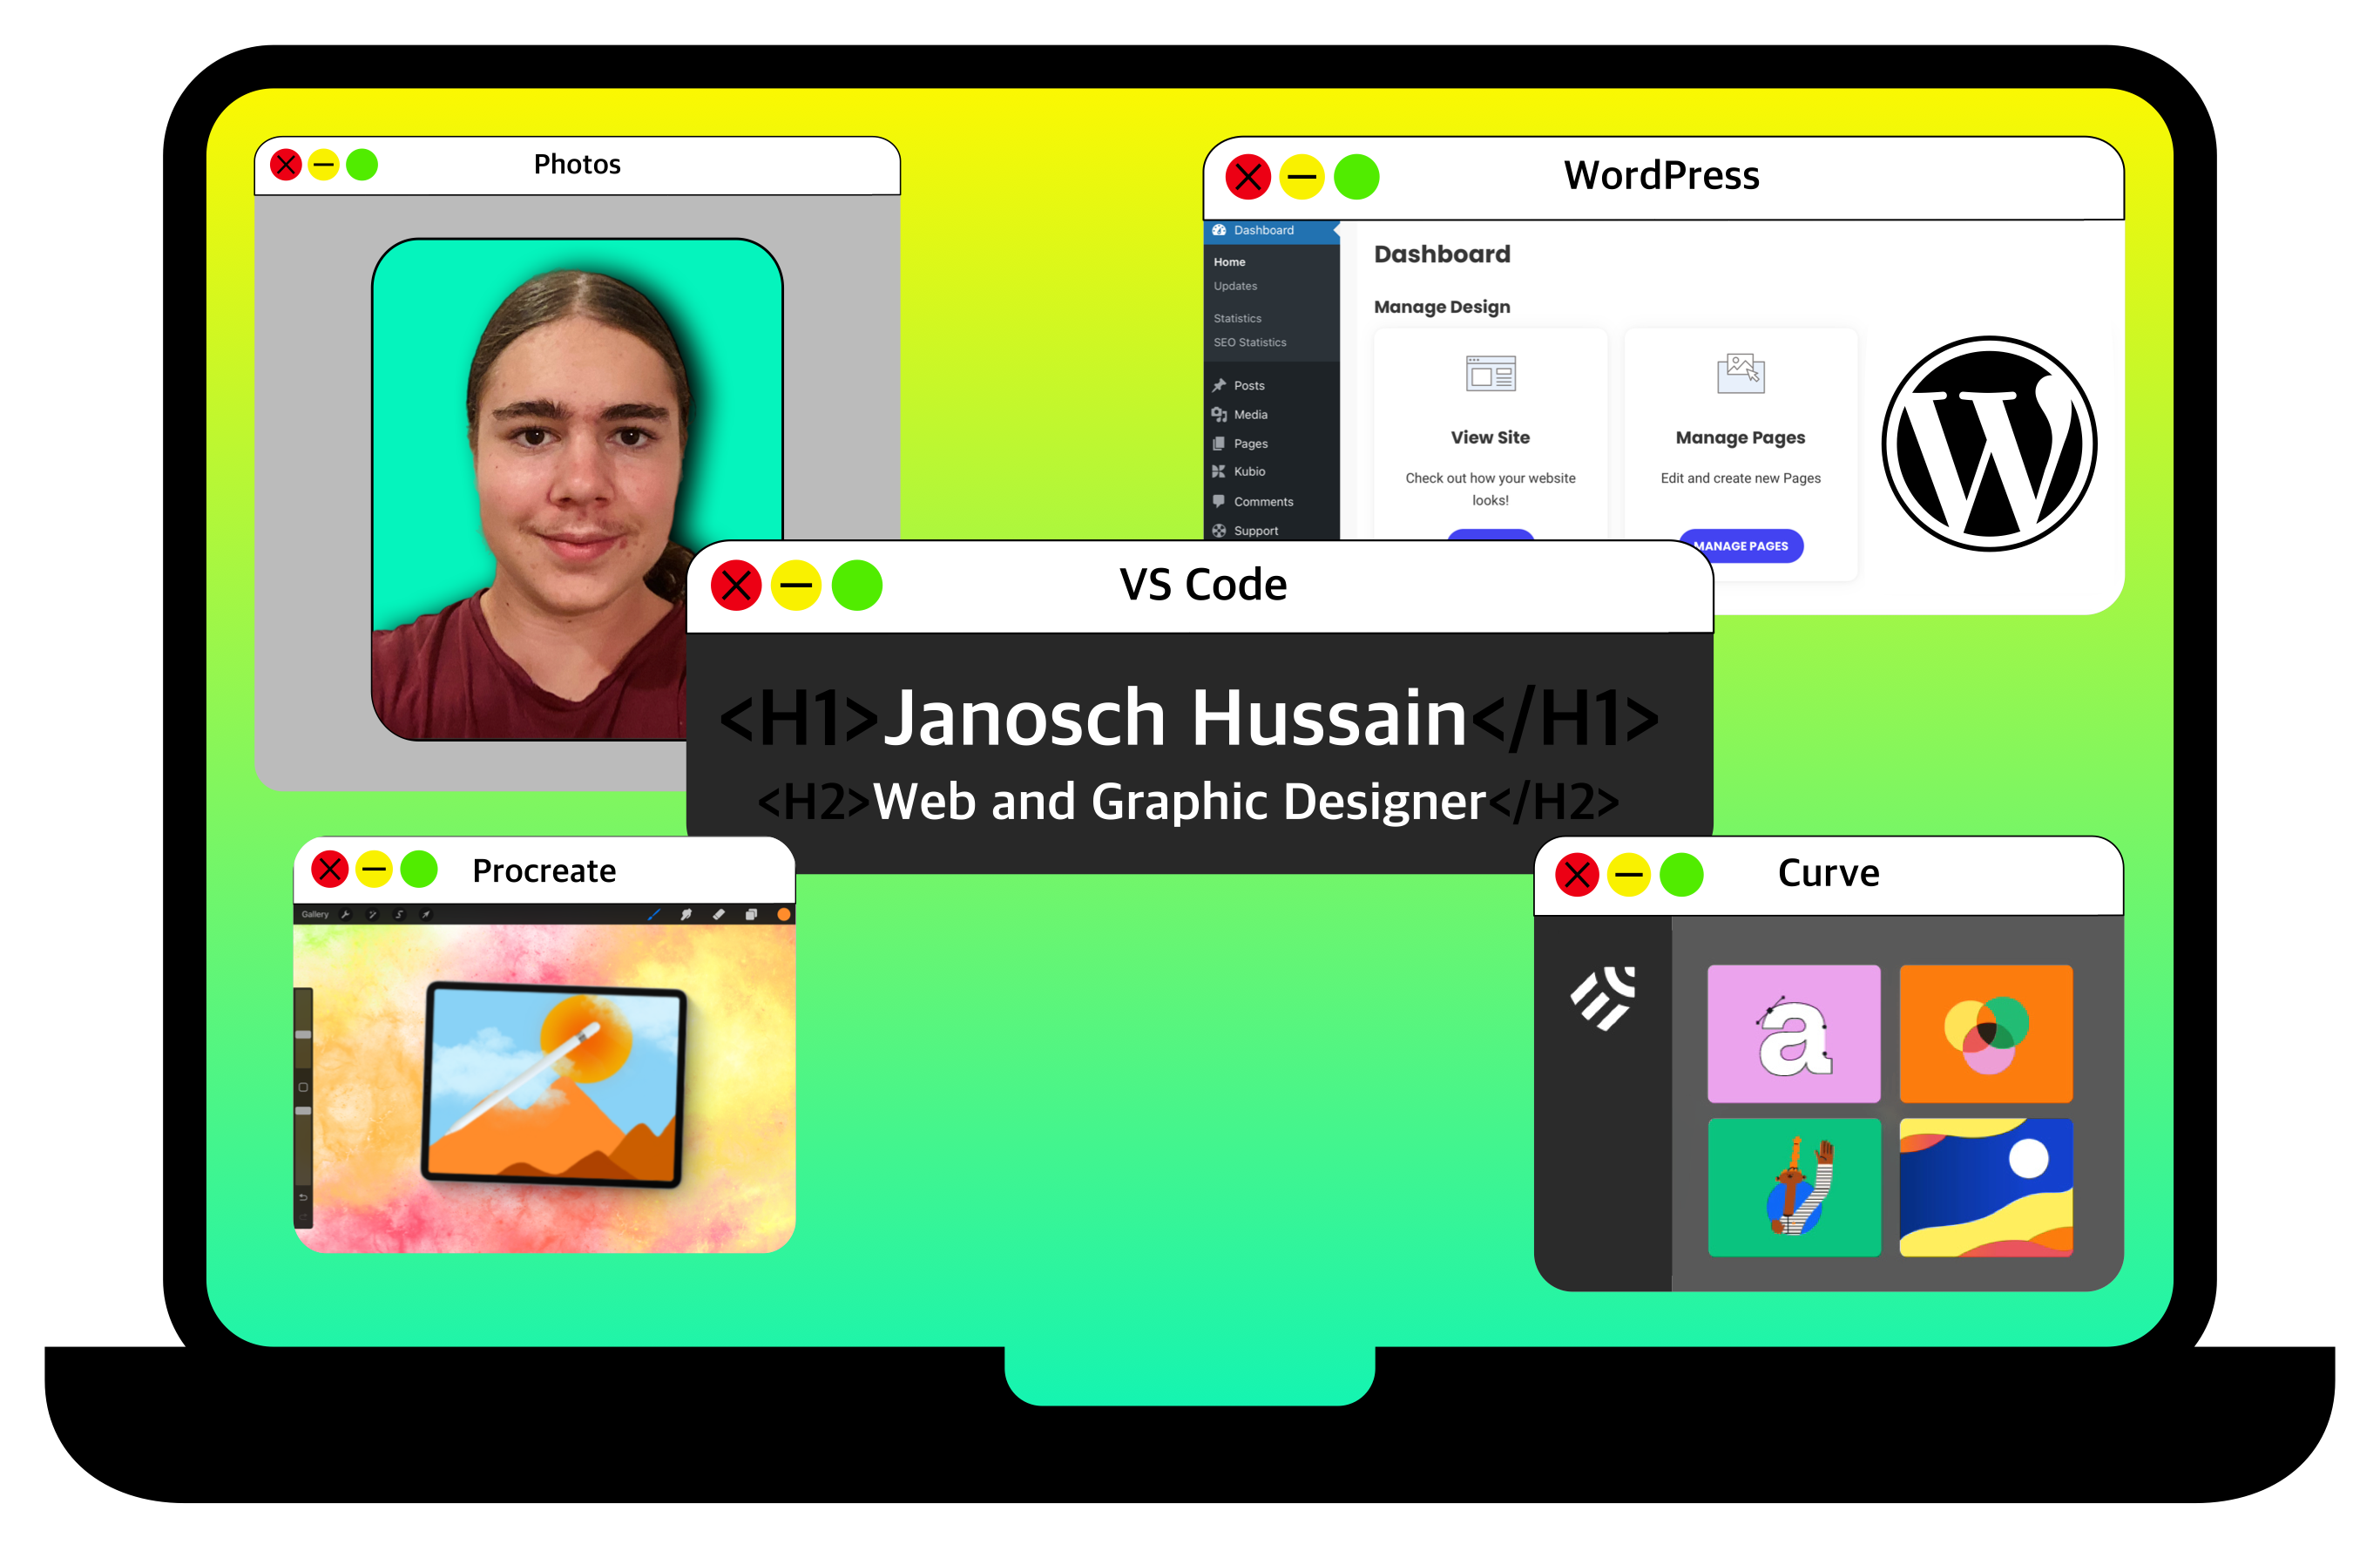 Photos
WordPress
Dashboard
Home
Updates
Statistics
SEO Statistics
Posts
Media
Pages
Kubio
Comments
Support
Dashboard
Manage Design
View Site
Check out how your website
looks!
Manage Pages
Edit and create new Pages
MANAGE PAGES
W
VS Code
<H1>Janosch Hussain</H1>
<H2>Web and Graphic Designer</H2>
Procreate
Gallery
Curve
a